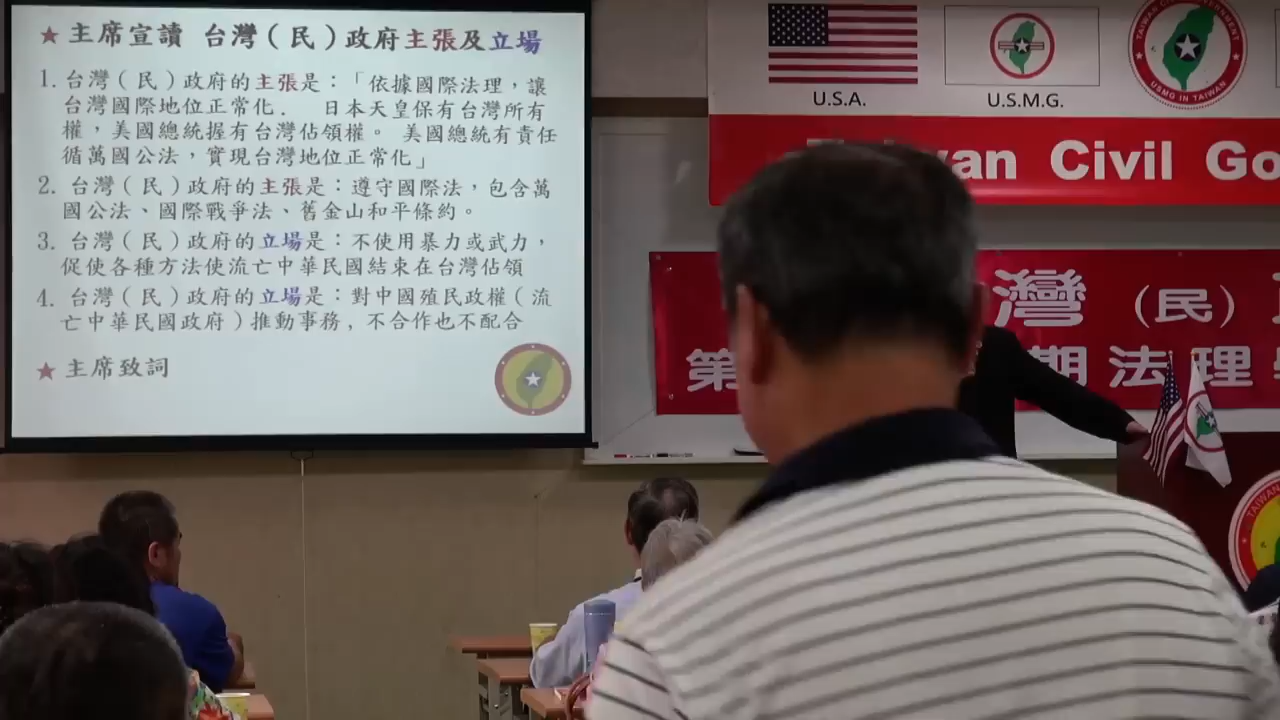 ★ 主席宣讀 台灣（民）政府主張及立場
1. 台灣（民）政府的主張是：「依據國際法理，讓
台灣國際地位正常化． 日本天皇保有台灣所有
權，美國總統握有台灣佔領權。 美國總統有責任
循萬國公法，實現台灣地位正常化」
2. 台灣（民）政府的主張是：遵守國際法，包含萬
國公法、國際戰爭法、舊金山和平條約。
3. 台灣（民）政府的立場是：不使用暴力或武力，
促使各種方法使流亡中華民國結束在台灣佔領
4. 台灣（民）政府的立場是：對中國殖民政權（流
亡中華民國政府）推動事務，不合作也不配合
★ 主席致詞
U.S.A.
U.S.M.G.
USMG IN TAIWAN
Civil Go
灣（民）
第
期法理
TAIWAN